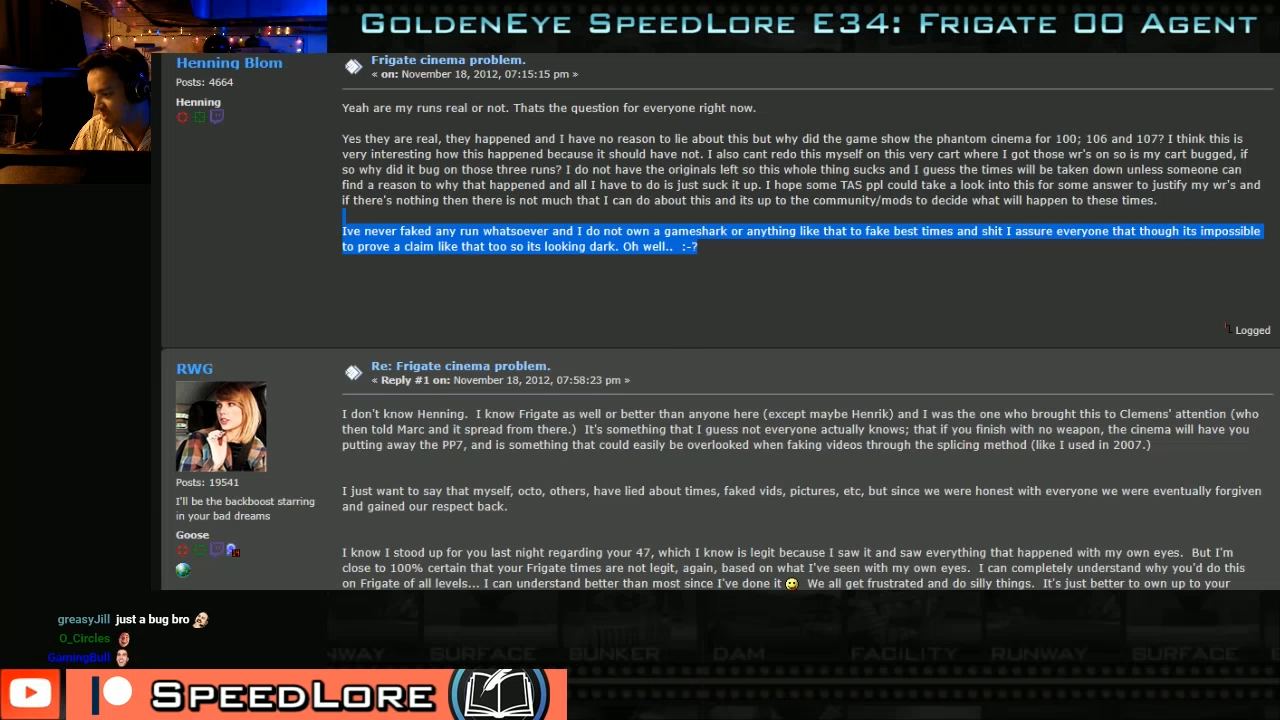 GoldenEye SpeedLore E34: Frigate 00 Agent
Henning Blom
Posts: 4664
Henning
Frigate cinema problem.
« on: November 18, 2012, 07:15:15 pm »
Yeah are my runs real or not. Thats the question for everyone right now.
Yes they are real, they happened and I have no reason to lie about this but why did the game show the phantom cinema for 100; 106 and 107? I think this is
very interesting how this happened because it should have not. I also cant redo this myself on this very cart where I got those wr's on so is my cart bugged, if
so why did it bug on those three runs? I do not have the originals left so this whole thing sucks and I guess the times will be taken down unless someone can
find a reason to why that happened and all I have to do is just suck it up. I hope some TAS ppl could take a look into this for some answer to justify my wr's and
if there's nothing then there is not much that I can do about this and its up to the community/mods to decide what will happen to these times.
Ive never faked any run whatsoever and I do not own a gameshark or anything like that to fake best times and shit I assure everyone that though its impossible
to prove a claim like that too so its looking dark. Oh well.. :-?
Logged
RWG
Posts: 19541
I'll be the backboost starring
in your bad dreams
Goose
Re: Frigate cinema problem.
« Reply #1 on: November 18, 2012, 07:58:23 pm »
I don't know Henning. I know Frigate as well or better than anyone here (except maybe Henrik) and I was the one who brought this to Clemens' attention (who
then told Marc and it spread from there.) It's something that I guess not everyone actually knows; that if you finish with no weapon, the cinema will have you
putting away the PP7, and is something that could easily be overlooked when faking videos through the splicing method (like I used in 2007.)
I just want to say that myself, octo, others, have lied about times, faked vids, pictures, etc, but since we were honest with everyone we were eventually forgiven
and gained our respect back.
I know I stood up for you last night regarding your 47, which I know is legit because I saw it and saw everything that happened with my own eyes. But I'm
close to 100% certain that your Frigate times are not legit, again, based on what I've seen with my own eyes. I can completely understand why you'd do this
on Frigate of all levels... I can understand better than most since I've done it We all get frustrated and do silly things. It's just better to own up to your
greasyJill just a bug bro
O_Circles
GamingBull
NWAY SURFACE BUNKER DAM FACILITY RUNWAY SURFACE
SpeedLore